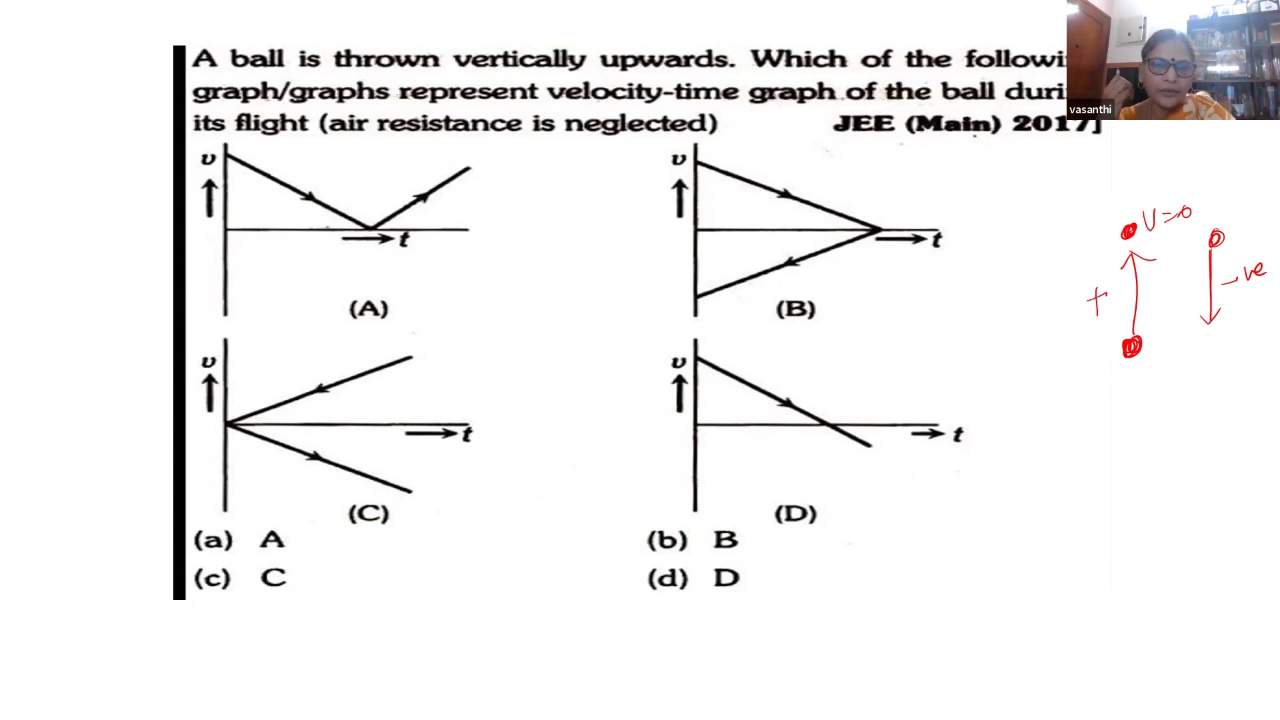 A ball is thrown vertically upwards. Which of the followi
graph/graphs represent velocity-time graph of the ball duri
its flight (air resistance is neglected) JEE (Main) 2017]
vasanthi
υ t (A)
υ t (B)
V=0
+ -ve
υ t (C)
υ t (D)
(a) A (b) B
(c) C (d) D